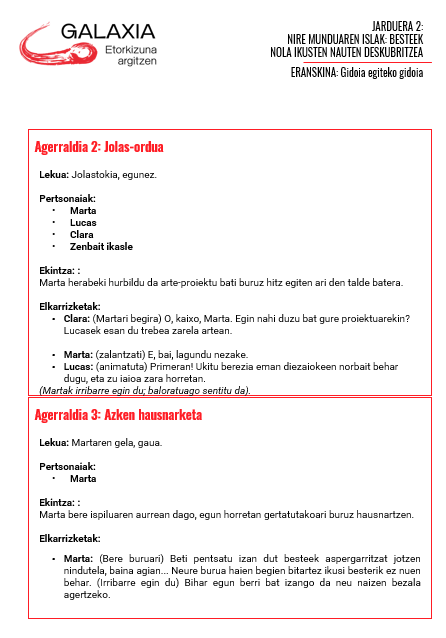 GALAXIA
Etorkizuna
argitzen
JARDUERA 2:
NIRE MUNDUAREN ISLAK: BESTEEK
NOLA IKUSTEN NAUTEN DESKUBRITZEA
ERANSKINA: Gidoia egiteko gidoia
Agerraldia 2: Jolas-ordua
Lekua: Jolastokia, egunez.
Pertsonaiak:
• Marta
• Lucas
• Clara
• Zenbait ikasle
Ekintza: :
Marta herabeki hurbildu da arte-proiektu bati buruz hitz egiten ari den talde batera.
Elkarrizketak:
• Clara: (Martari begira) O, kaixo, Marta. Egin nahi duzu bat gure proiektuarekin?
Lucasek esan du trebea zarela artean.
• Marta: (zalantzati) E, bai, lagundu nezake.
• Lucas: (animatuta) Primeran! Ukitu berezia eman diezaiokeen norbait behar
dugu, eta zu iaioa zara horretan.
(Martak irribarre egin du; baloratuago sentitu da).
Agerraldia 3: Azken hausnarketa
Lekua: Martaren gela, gaua.
Pertsonaiak:
• Marta
Ekintza: :
Marta bere ispiluaren aurrean dago, egun horretan gertatutakoari buruz hausnartzen.
Elkarrizketak:
• Marta: (Bere buruari) Beti pentsatu izan dut besteek aspergarritzat jotzen
nindutela, baina agian... Neure burua haien begien bitartez ikusi besterik ez nuen
behar. (Irribarre egin du) Bihar egun berri bat izango da neu naizen bezala
agertzeko.